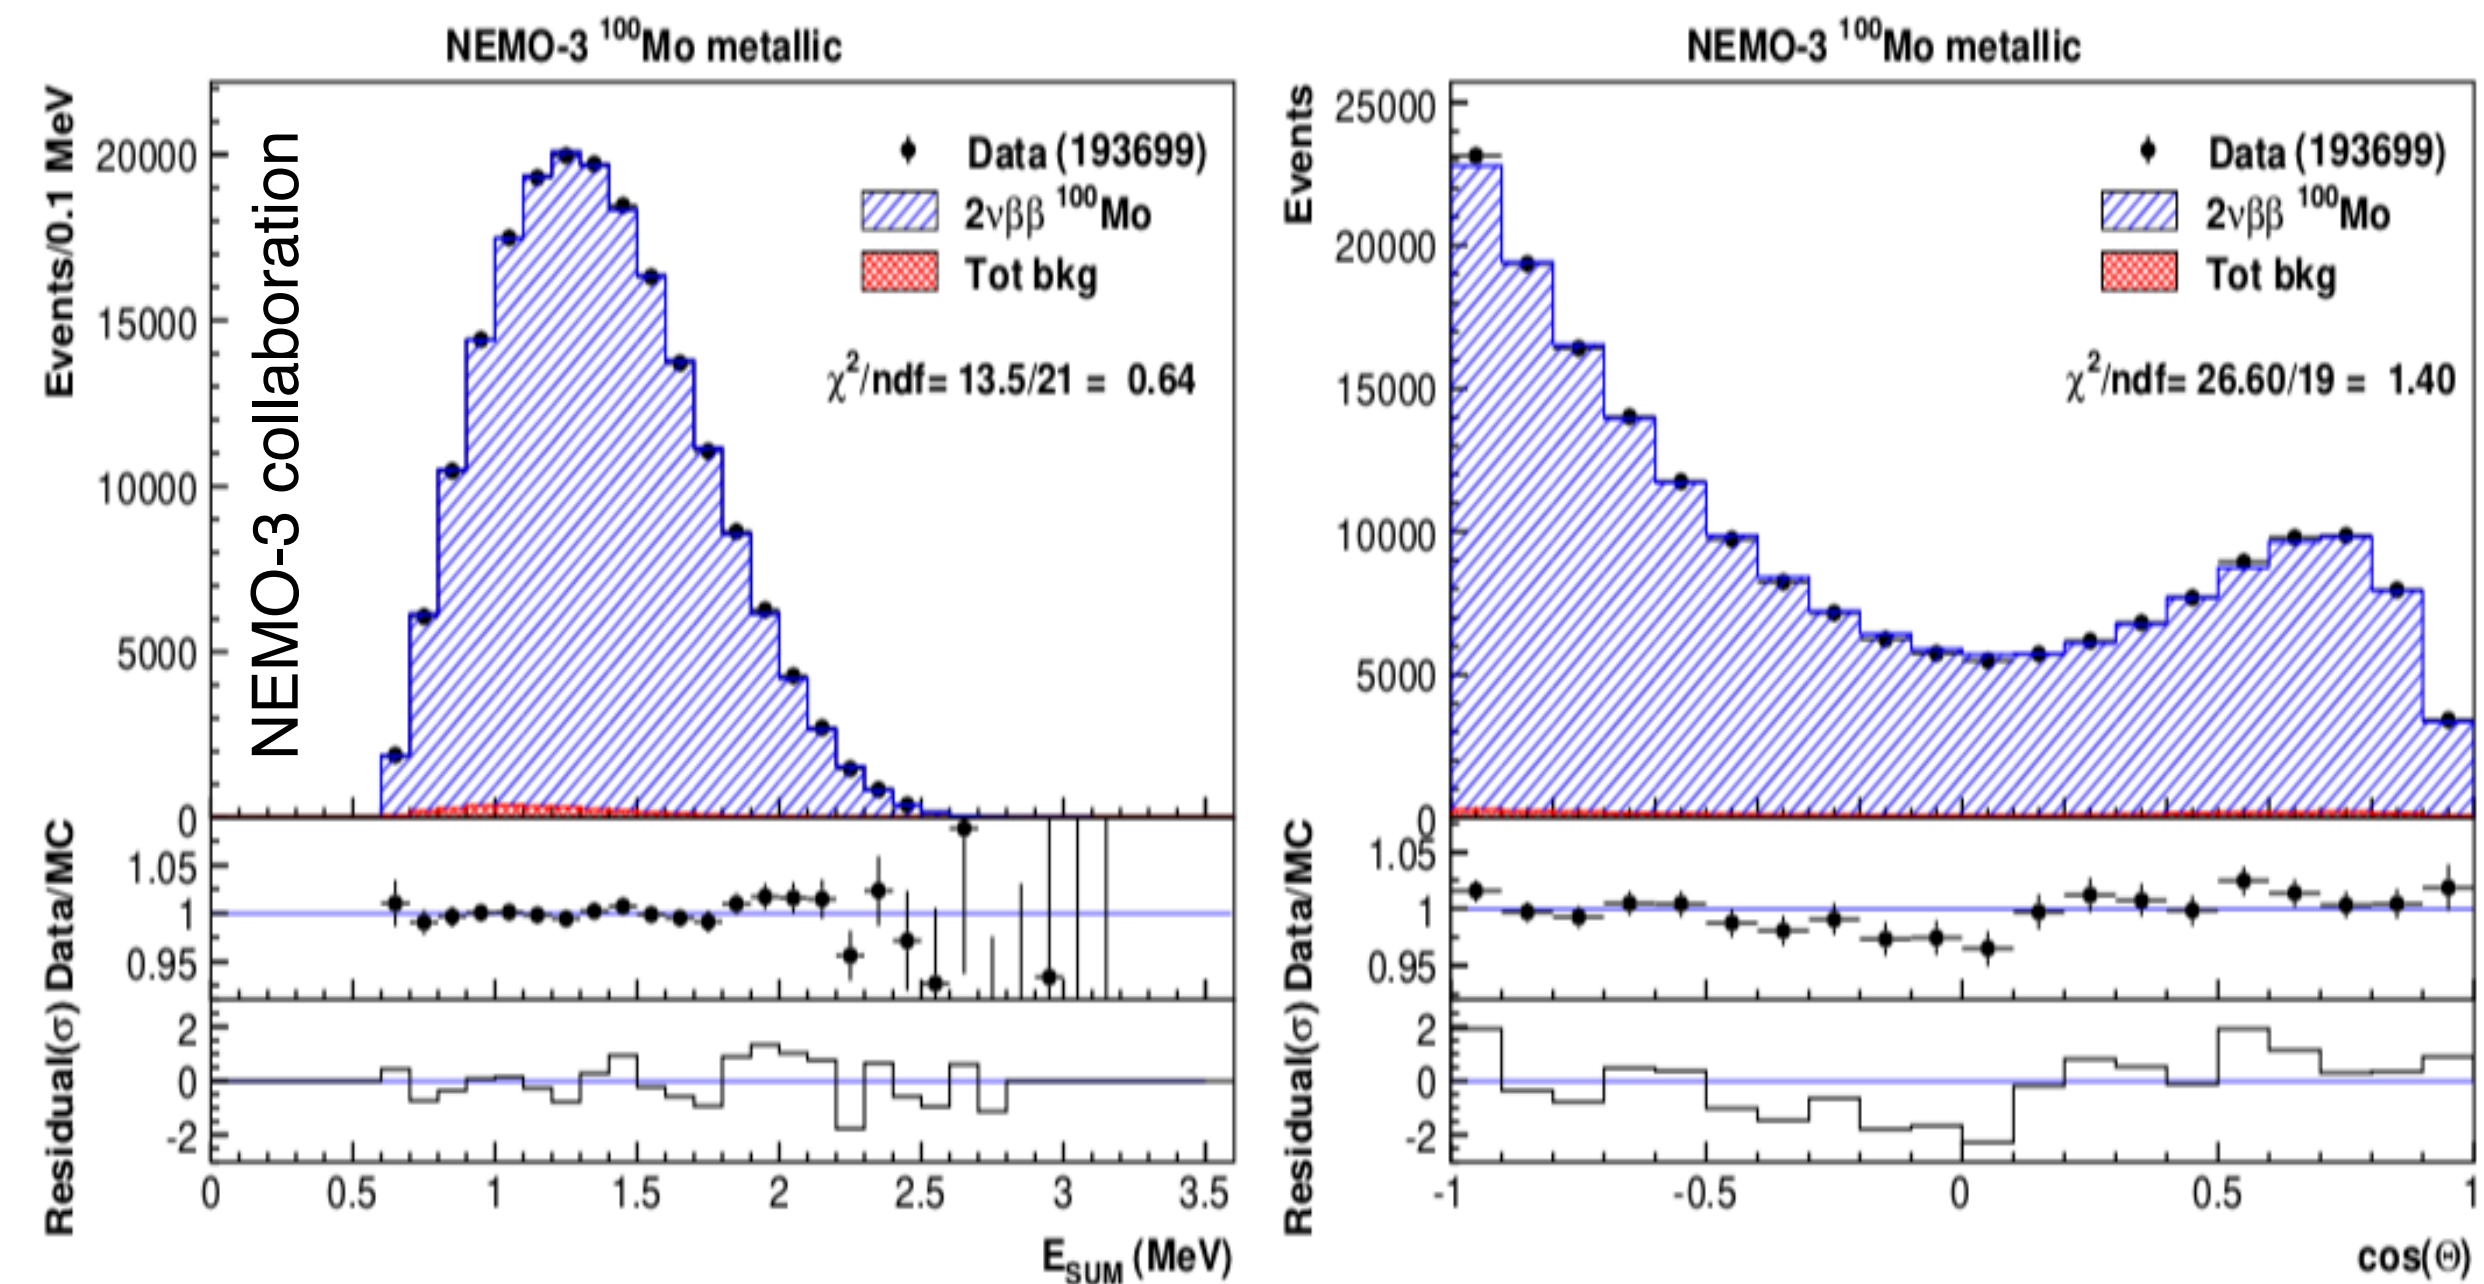 NEMO-3 ¹⁰⁰Mo metallic
Events/0.1 MeV
NEMO-3 collaboration
20000
15000
10000
5000
0
Data (193699)
2νββ ¹⁰⁰Mo
Tot bkg
χ²/ndf= 13.5/21 = 0.64
Data/MC
1.05
1
0.95
Residual(σ)
2
0
-2
0 0.5 1 1.5 2 2.5 3 3.5
E_SUM (MeV)
NEMO-3 ¹⁰⁰Mo metallic
Events
25000
20000
15000
10000
5000
0
Data (193699)
2νββ ¹⁰⁰Mo
Tot bkg
χ²/ndf= 26.60/19 = 1.40
Data/MC
1.05
1
0.95
Residual(σ)
2
0
-2
-1 -0.5 0 0.5 1
cos(Θ)